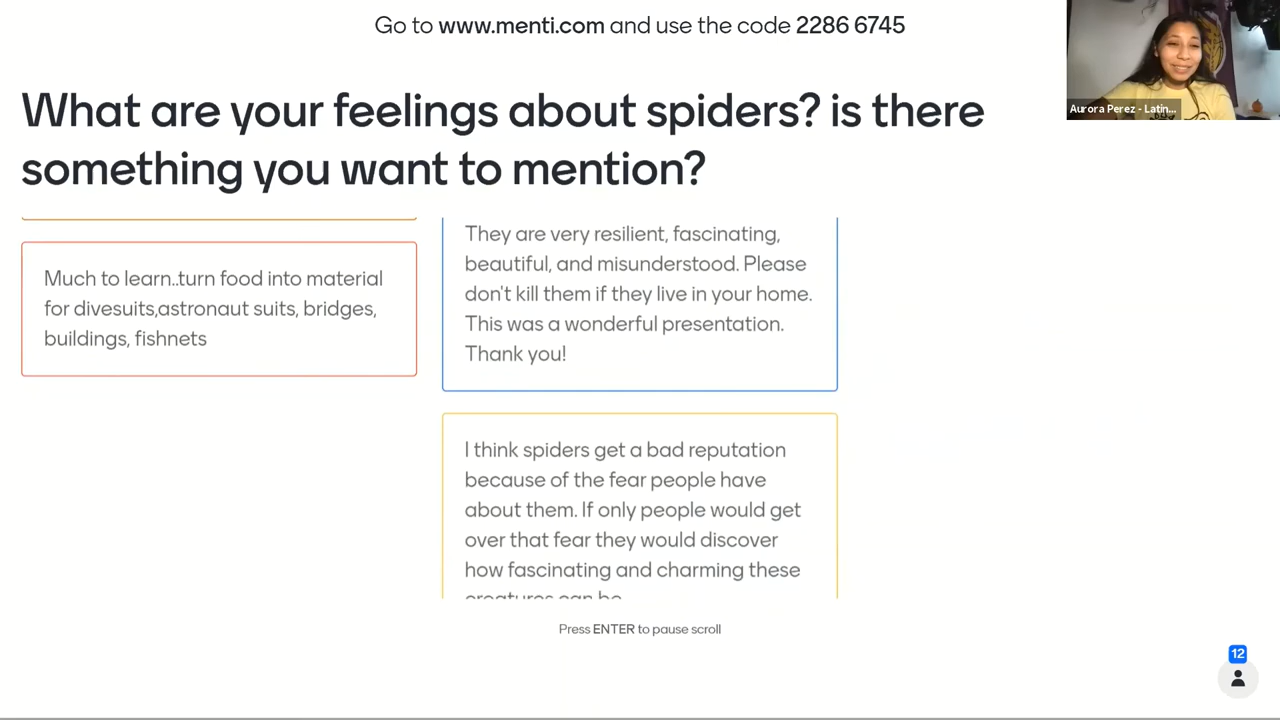 Go to www.menti.com and use the code 2286 6745
Aurora Perez - Latin...
What are your feelings about spiders? is there
something you want to mention?
Much to learn..turn food into material
for divesuits,astronaut suits, bridges,
buildings, fishnets
They are very resilient, fascinating,
beautiful, and misunderstood. Please
don't kill them if they live in your home.
This was a wonderful presentation.
Thank you!
I think spiders get a bad reputation
because of the fear people have
about them. If only people would get
over that fear they would discover
how fascinating and charming these
creatures can be
Press ENTER to pause scroll
12